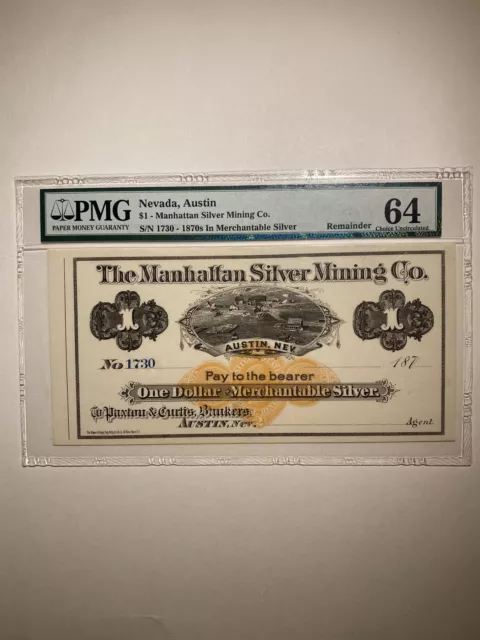 PMG
PAPER MONEY GUARANTY
Nevada, Austin
$1 - Manhattan Silver Mining Co.
S/N 1730 - 1870s In Merchantable Silver
Remainder
64
Choice Uncirculated
The Manhattan Silver Mining Co.
1
1
AUSTIN, NEV.
No 1730
187
Pay to the bearer
One Dollar in Merchantable Silver.
To Paxton & Curtis, Bankers.
AUSTIN, Nev.
Agent.